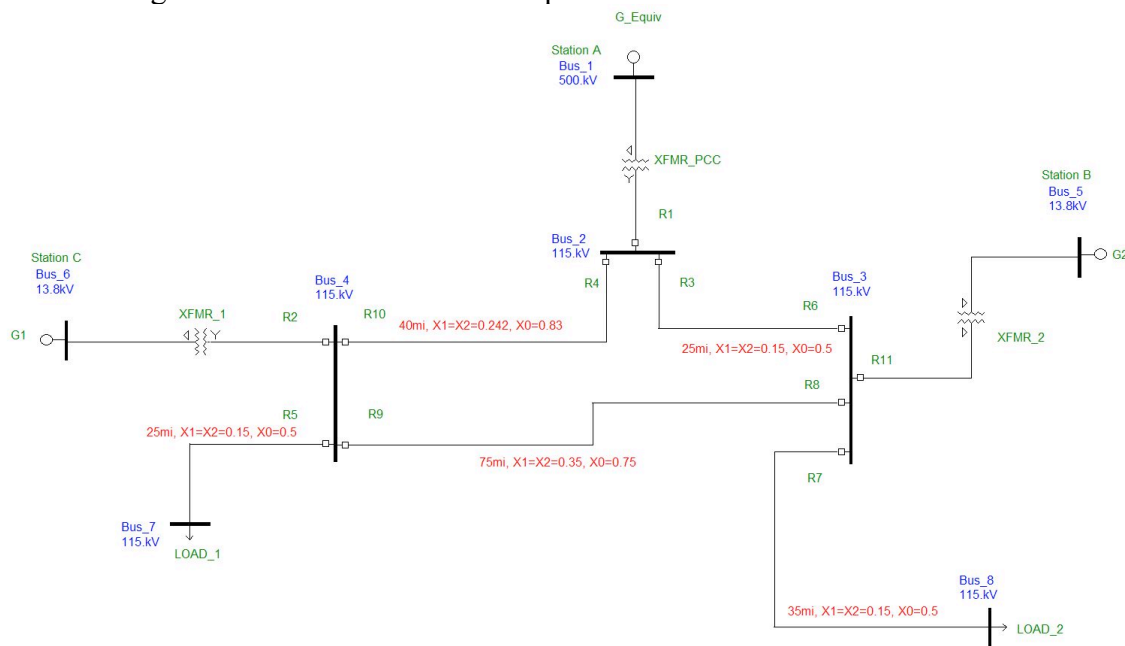 G_Equiv
Station A
Bus_1
500.kV
XFMR_PCC
R1
Station B
Bus_5
13.8kV
G2
Bus_2
115.kV
R4
R3
Station C
Bus_6
13.8kV
G1
XFMR_1
R2
Bus_4
115.kV
R10
40mi, X1=X2=0.242, X0=0.83
25mi, X1=X2=0.15, X0=0.5
Bus_3
115.kV
R6
R11
XFMR_2
R8
R5
R9
25mi, X1=X2=0.15, X0=0.5
75mi, X1=X2=0.35, X0=0.75
R7
Bus_7
115.kV
LOAD_1
Bus_8
115.kV
35mi, X1=X2=0.15, X0=0.5
LOAD_2